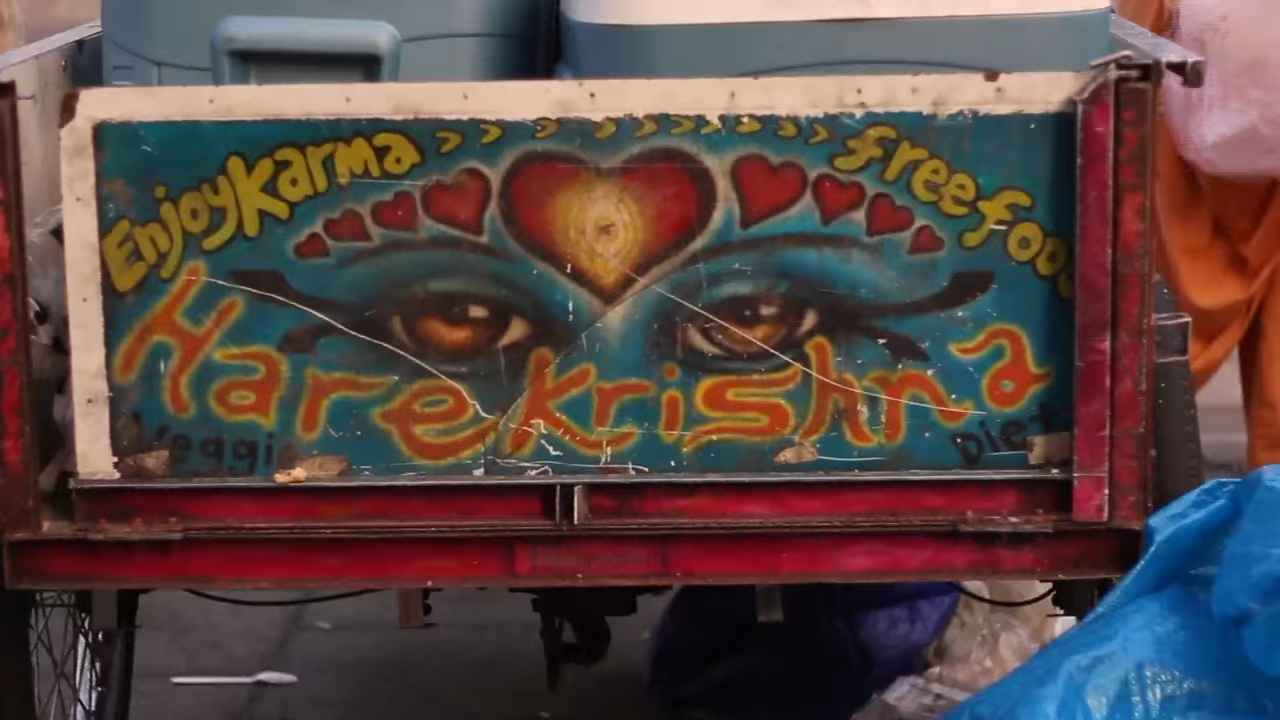 EnjoyKarma > > > > > > > > > > freefood
HareKrishna
Veggie Diet